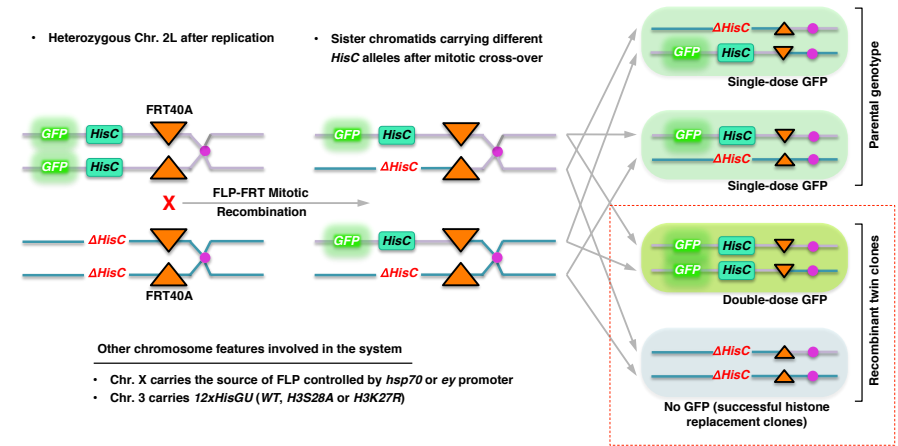 • Heterozygous Chr. 2L after replication
• Sister chromatids carrying different
HisC alleles after mitotic cross-over
FRT40A
GFP HisC
GFP HisC
X
FLP-FRT Mitotic
Recombination
ΔHisC
ΔHisC
FRT40A
GFP HisC
ΔHisC
GFP HisC
ΔHisC
ΔHisC
GFP HisC
Single-dose GFP
GFP HisC
ΔHisC
Single-dose GFP
Parental genotype
GFP HisC
GFP HisC
Double-dose GFP
ΔHisC
ΔHisC
No GFP (successful histone
replacement clones)
Recombinant twin clones
Other chromosome features involved in the system
• Chr. X carries the source of FLP controlled by hsp70 or ey promoter
• Chr. 3 carries 12xHisGU (WT, H3S28A or H3K27R)